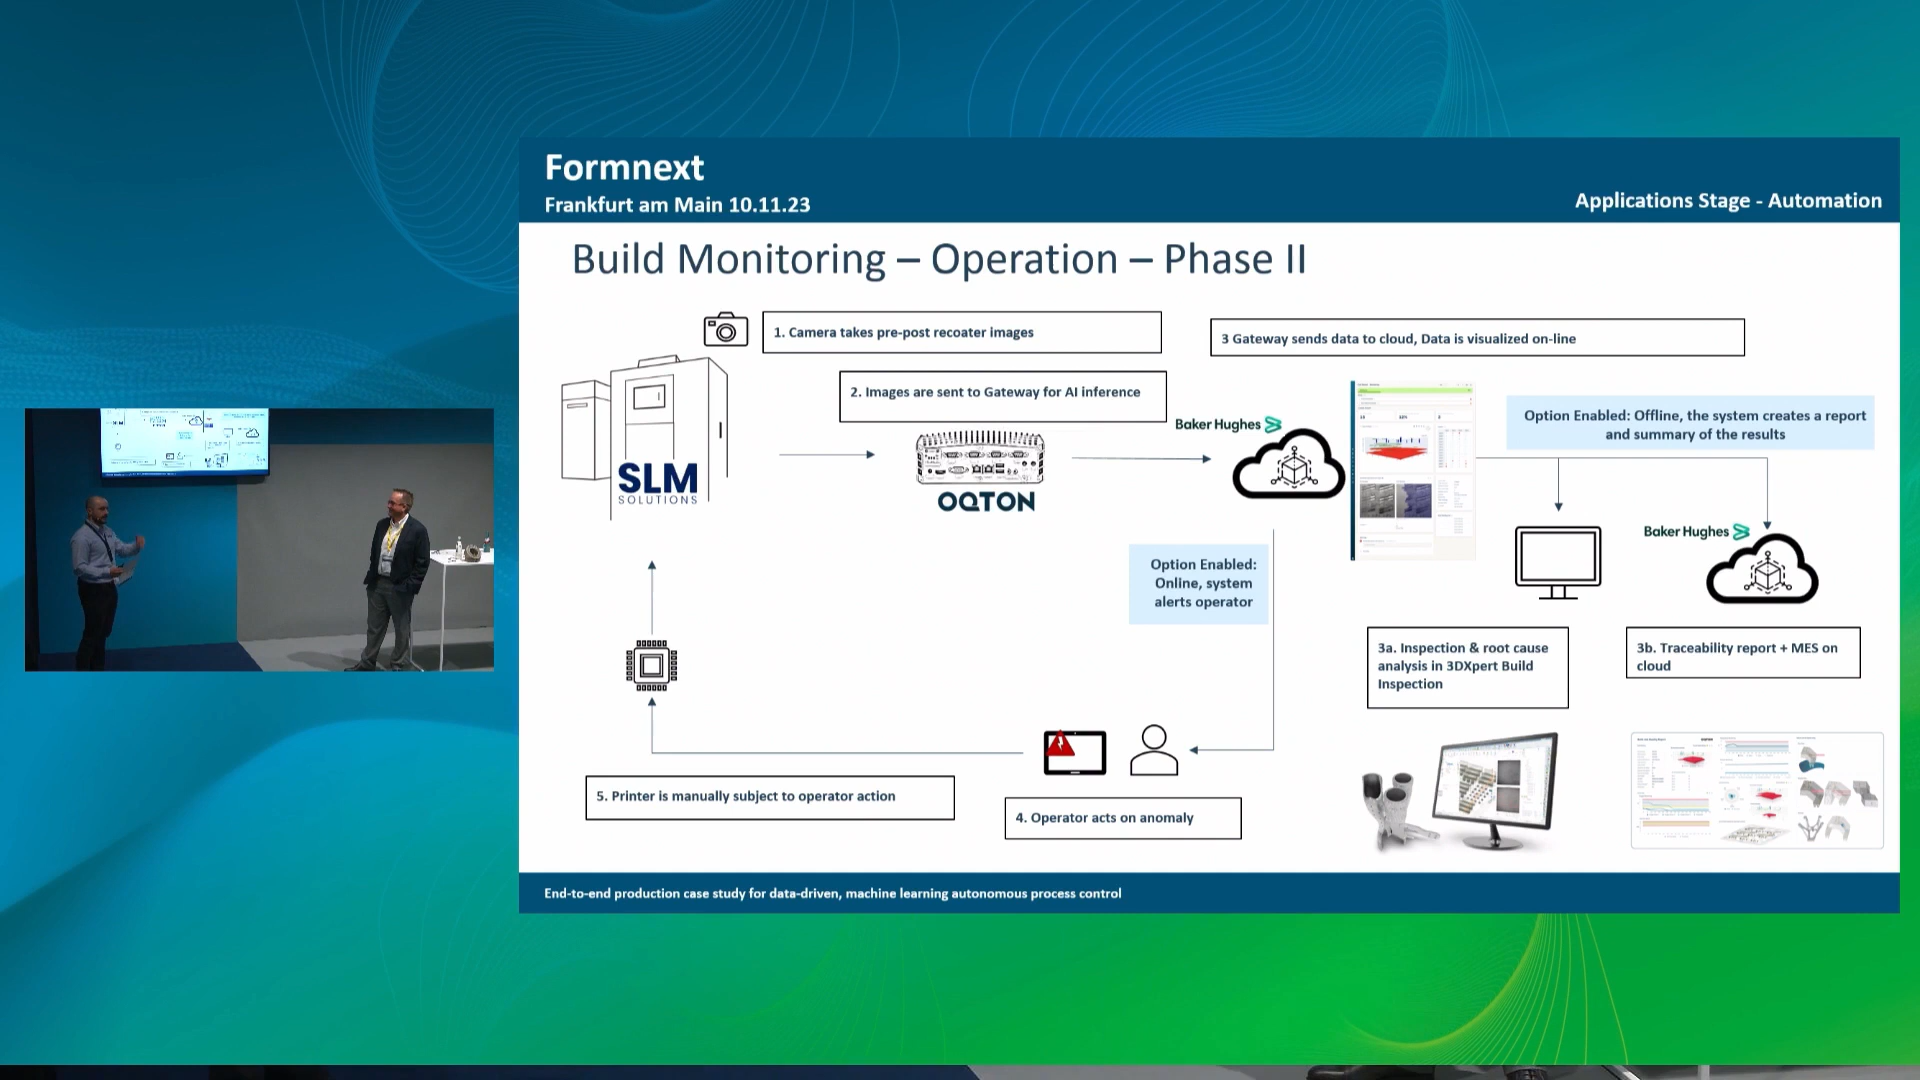 Formnext
Frankfurt am Main 10.11.23
Applications Stage - Automation
Build Monitoring – Operation – Phase II
1. Camera takes pre-post recoater images
3 Gateway sends data to cloud, Data is visualized on-line
2. Images are sent to Gateway for AI inference
Option Enabled: Offline, the system creates a report
and summary of the results
Baker Hughes
SLM
SOLUTIONS
OQTON
Baker Hughes
Option Enabled:
Online, system
alerts operator
3a. Inspection & root cause
analysis in 3DXpert Build
Inspection
3b. Traceability report + MES on
cloud
5. Printer is manually subject to operator action
4. Operator acts on anomaly
End-to-end production case study for data-driven, machine learning autonomous process control